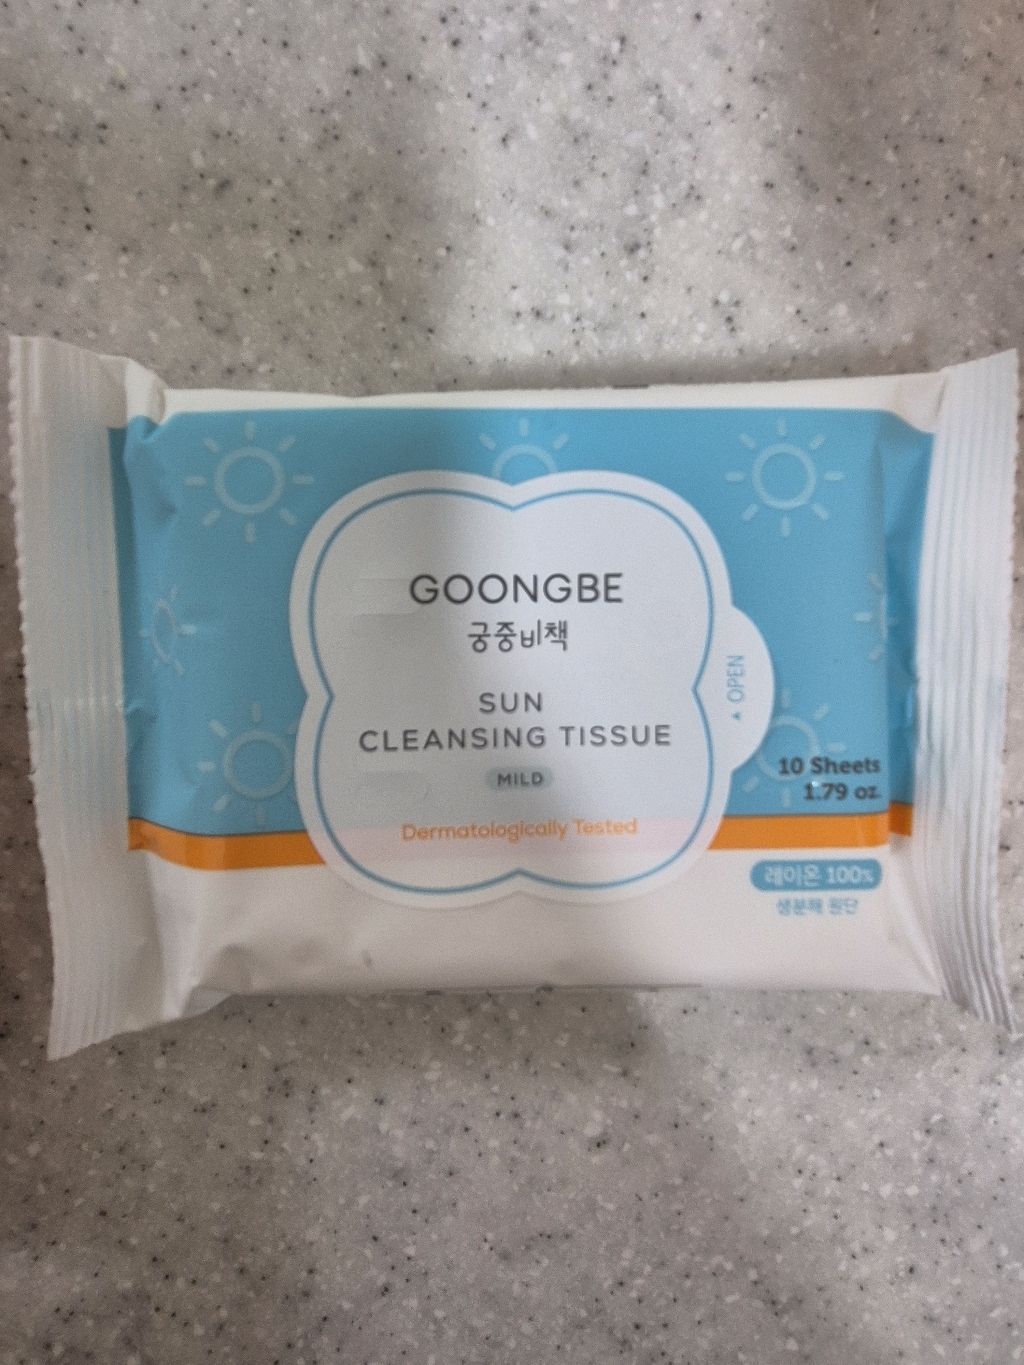 GOONGBE
궁중비책
SUN
CLEANSING TISSUE
MILD
Dermatologically Tested
▲ OPEN
10 Sheets
1.79 oz.
레이온 100%
생분해 원단